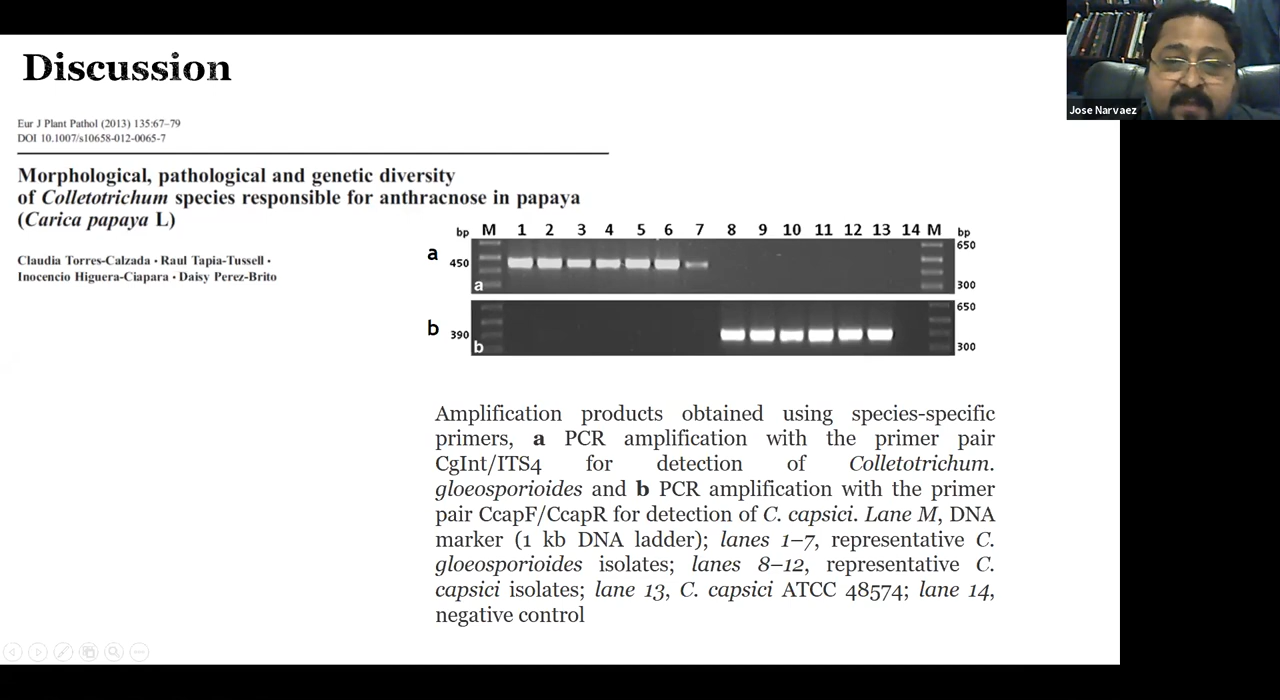 Discussion
Jose Narvaez
Eur J Plant Pathol (2013) 135:67–79
DOI 10.1007/s10658-012-0065-7
Morphological, pathological and genetic diversity
of Colletotrichum species responsible for anthracnose in papaya
(Carica papaya L)
Claudia Torres-Calzada · Raul Tapia-Tussell ·
Inocencio Higuera-Ciapara · Daisy Perez-Brito
bp M 1 2 3 4 5 6 7 8 9 10 11 12 13 14 M bp
a 450 a 650
300
b 390 b 650
300
Amplification products obtained using species-specific
primers, a PCR amplification with the primer pair
CgInt/ITS4 for detection of Colletotrichum.
gloeosporioides and b PCR amplification with the primer
pair CcapF/CcapR for detection of C. capsici. Lane M, DNA
marker (1 kb DNA ladder); lanes 1–7, representative C.
gloeosporioides isolates; lanes 8–12, representative C.
capsici isolates; lane 13, C. capsici ATCC 48574; lane 14,
negative control